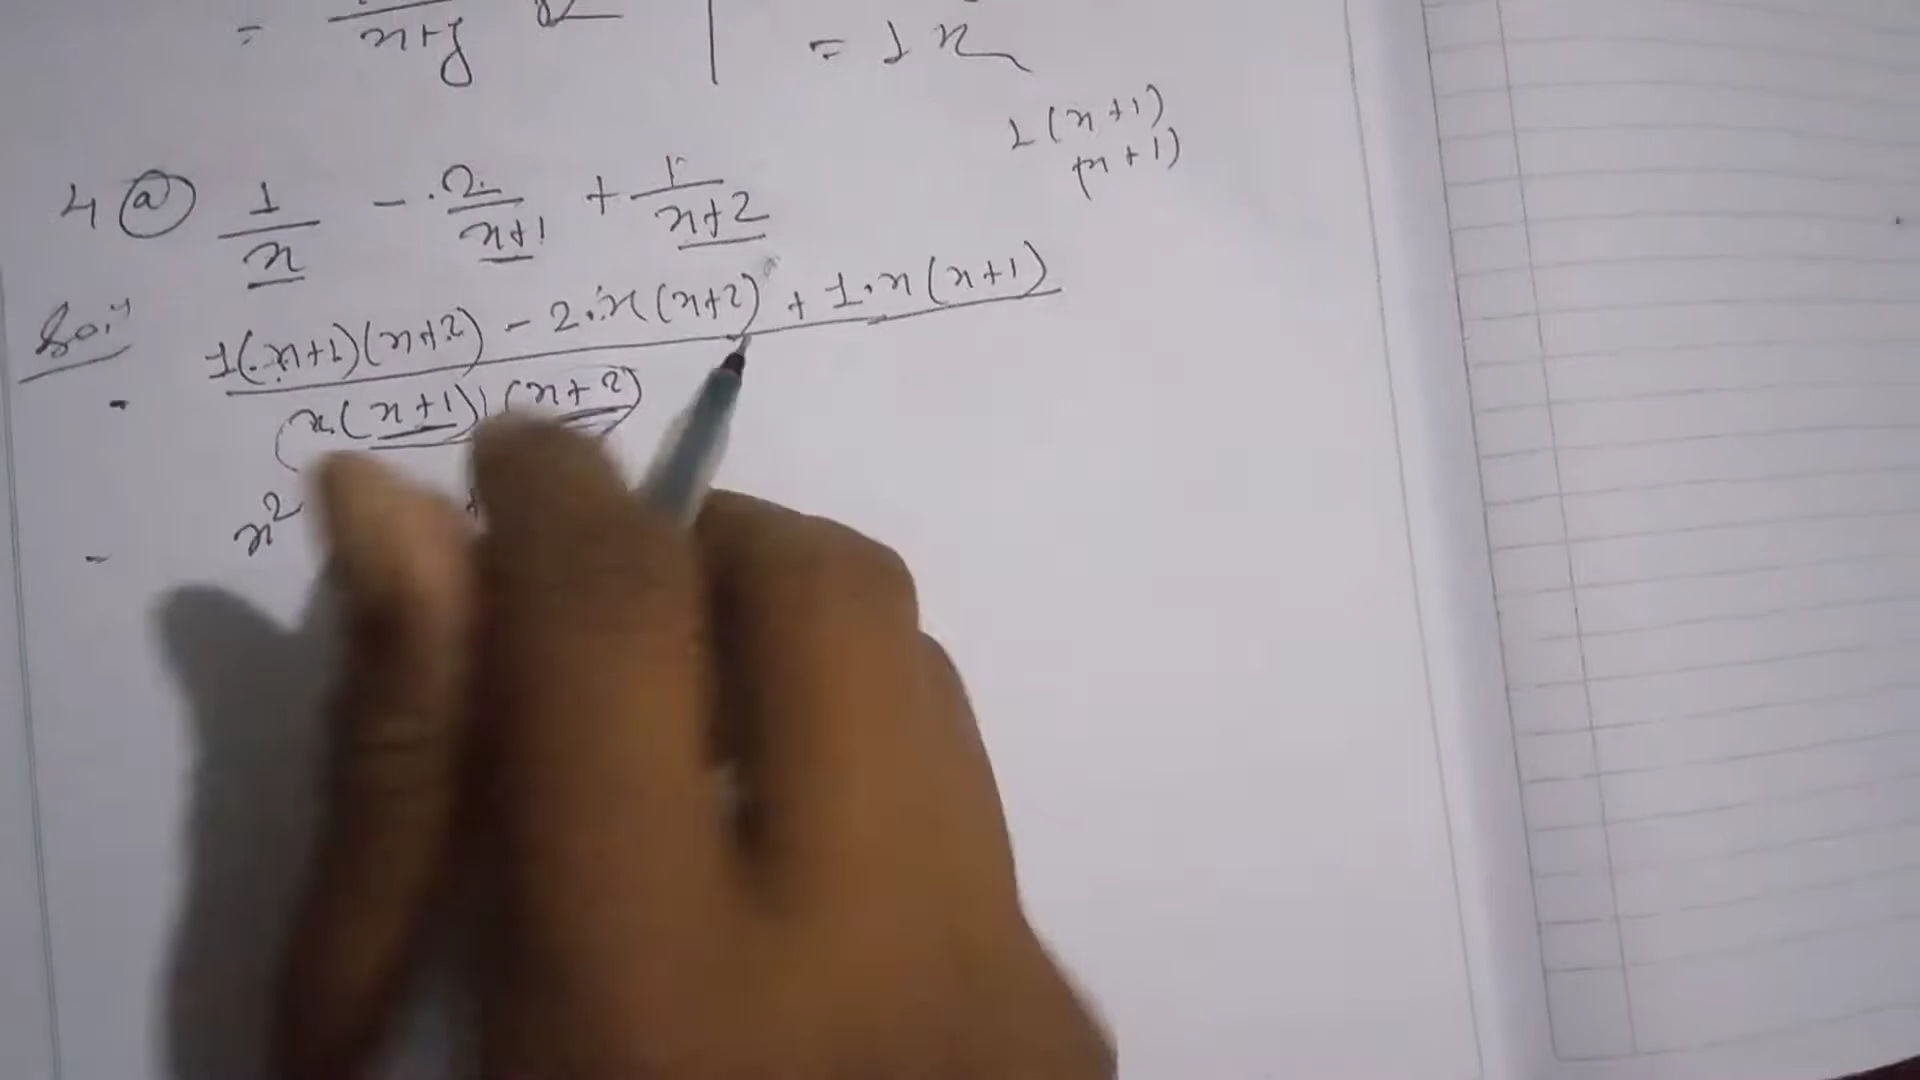 = x+y
= 1 x
1(x+1)
(x+1)
4 (a) 1/x - 2/x+1 + 1/x+2
Sol:
= 1(x+1)(x+2) - 2.x(x+2) + 1.x(x+1) / x(x+1)(x+2)
= x²